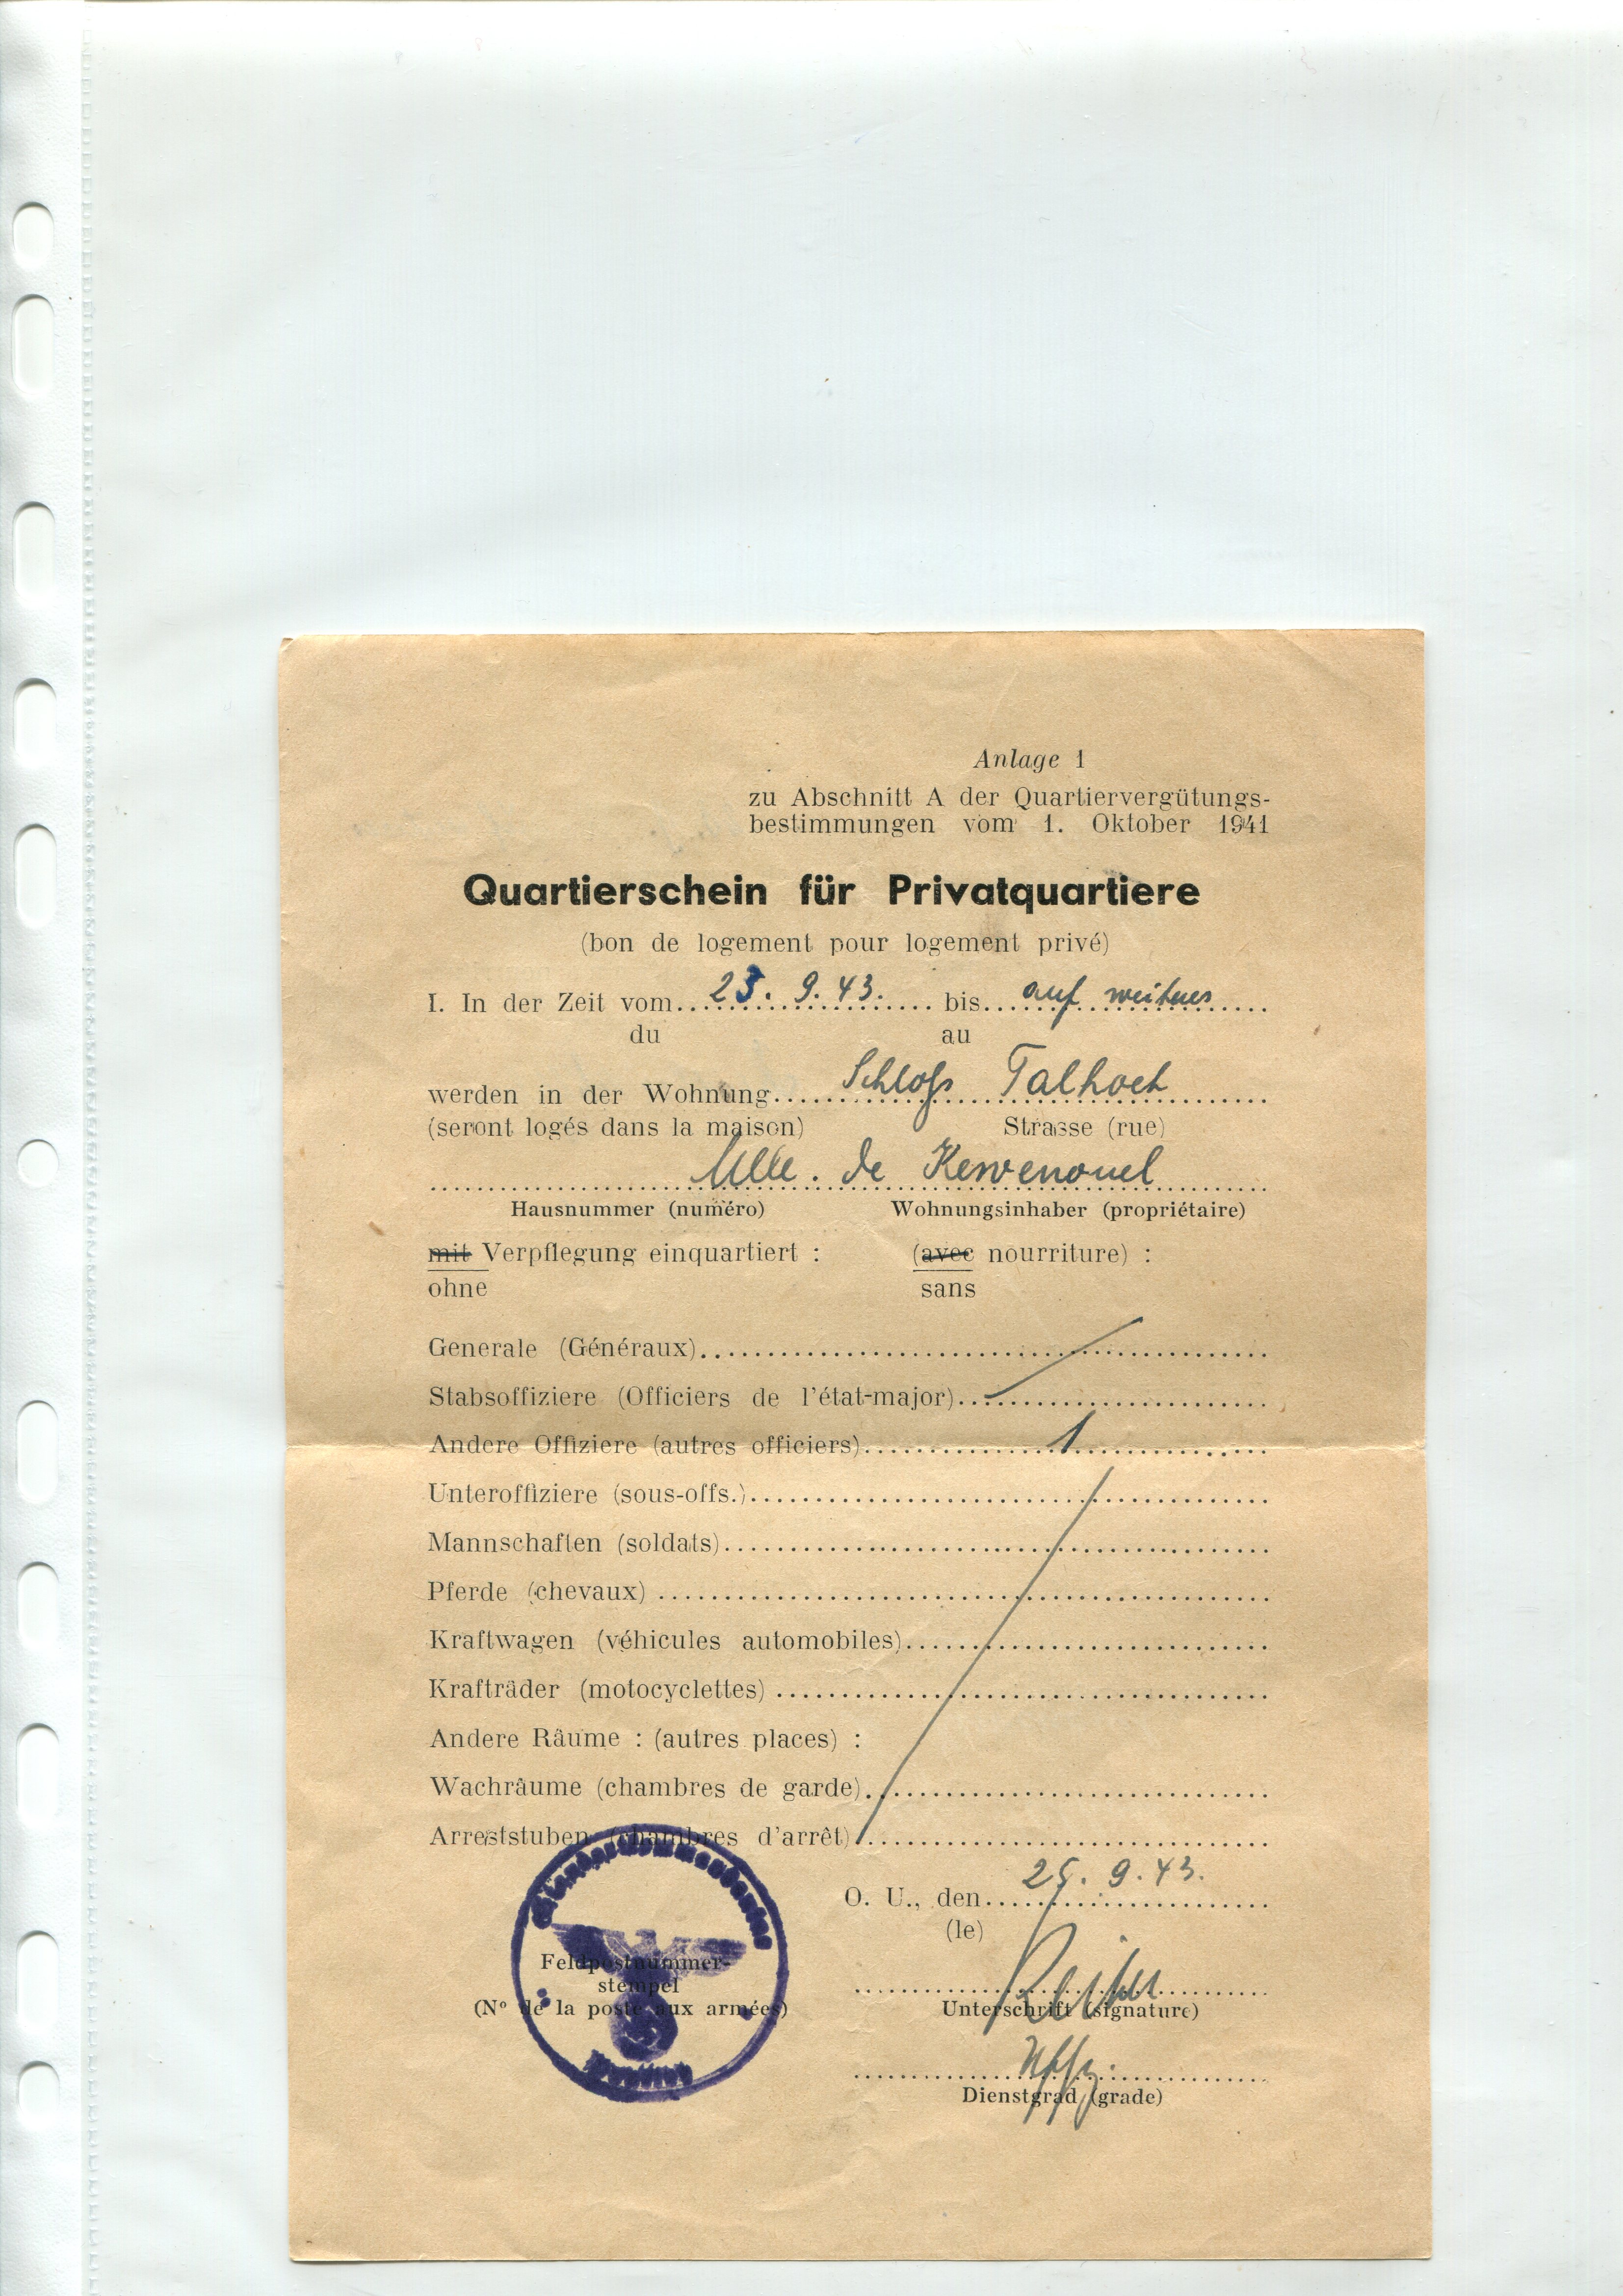 Anlage 1
zu Abschnitt A der Quartiervergütungs-
bestimmungen vom 1. Oktober 1941
Quartierschein für Privatquartiere
(bon de logement pour logement privé)
I. In der Zeit vom 23. 9. 43. bis auf weiteres
du au
werden in der Wohnung Schloß Talhoet
(seront logés dans la maison) Strasse (rue)
Mlle. de Kervenouel
Hausnummer (numéro) Wohnungsinhaber (propriétaire)
mit Verpflegung einquartiert : (avec nourriture) :
ohne sans
Generale (Généraux)
Stabsoffiziere (Officiers de l'état-major)
Andere Offiziere (autres officiers) 1
Unteroffiziere (sous-offs.)
Mannschaften (soldats)
Pferde (chevaux)
Kraftwagen (véhicules automobiles)
Krafträder (motocyclettes)
Andere Räume : (autres places) :
Wachräume (chambres de garde)
Arreststuben (chambres d'arrêt)
O. U., den 25. 9. 43.
(le)
Feldpostnummer-
stempel
(Nº de la poste aux armées)
Unterschrift (signature)
Uffz.
Dienstgrad (grade)